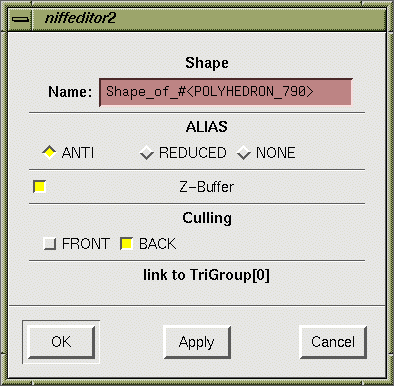 niffeditor2
Shape
Name: Shape_of_#<POLYHEDRON_790>
ALIAS
ANTI REDUCED NONE
Z-Buffer
Culling
FRONT BACK
link to TriGroup[0]
OK Apply Cancel